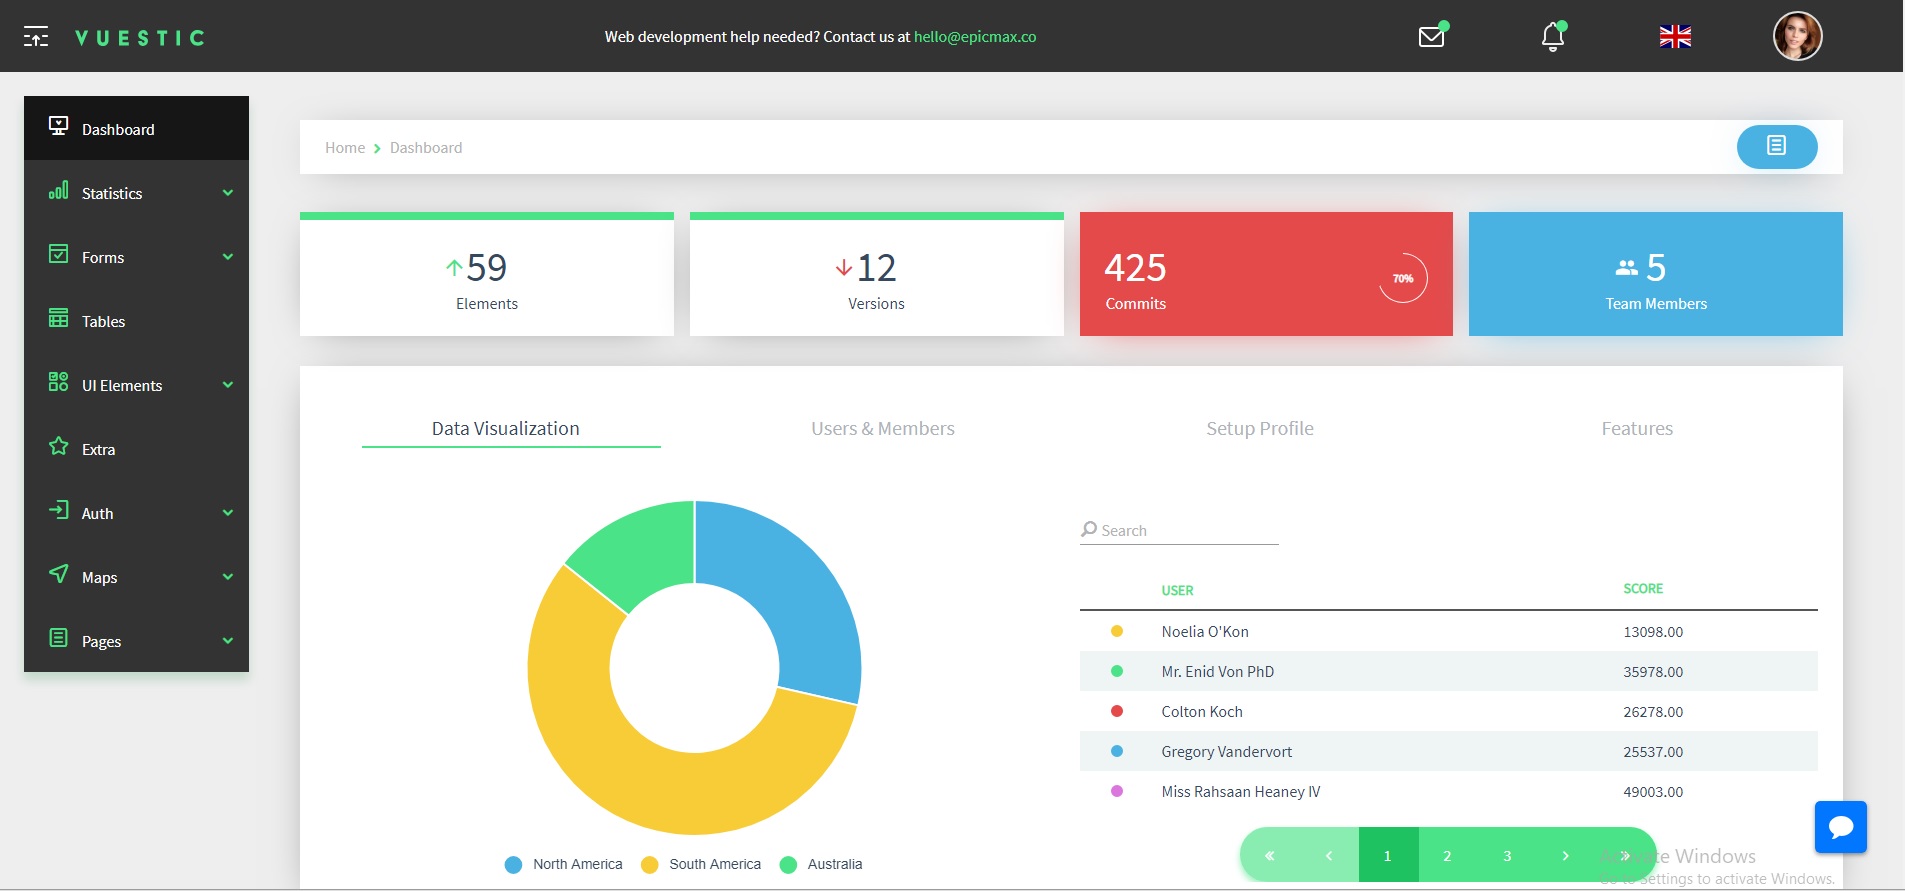 VUESTIC
Web development help needed? Contact us at hello@epicmax.co
Dashboard
Statistics
Forms
Tables
UI Elements
Extra
Auth
Maps
Pages
Home Dashboard
59
Elements
12
Versions
425
Commits
70%
5
Team Members
Data Visualization
Users & Members
Setup Profile
Features
North America South America Australia
Search
USER SCORE
Noelia O'Kon 13098.00
Mr. Enid Von PhD 35978.00
Colton Koch 26278.00
Gregory Vandervort 25537.00
Miss Rahsaan Heaney IV 49003.00
« ‹ 1 2 3 › »
Activate Windows
Go to Settings to activate Windows.